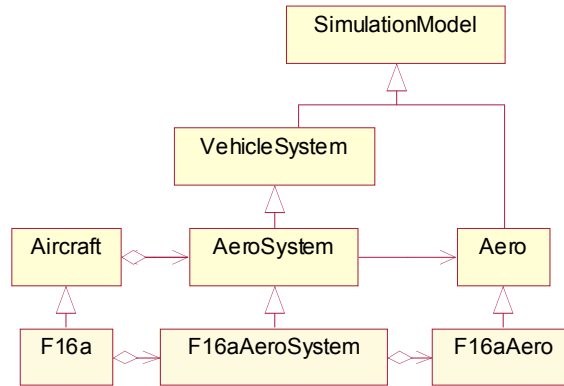 SimulationModel
VehicleSystem
Aircraft
AeroSystem
Aero
F16a
F16aAeroSystem
F16aAero